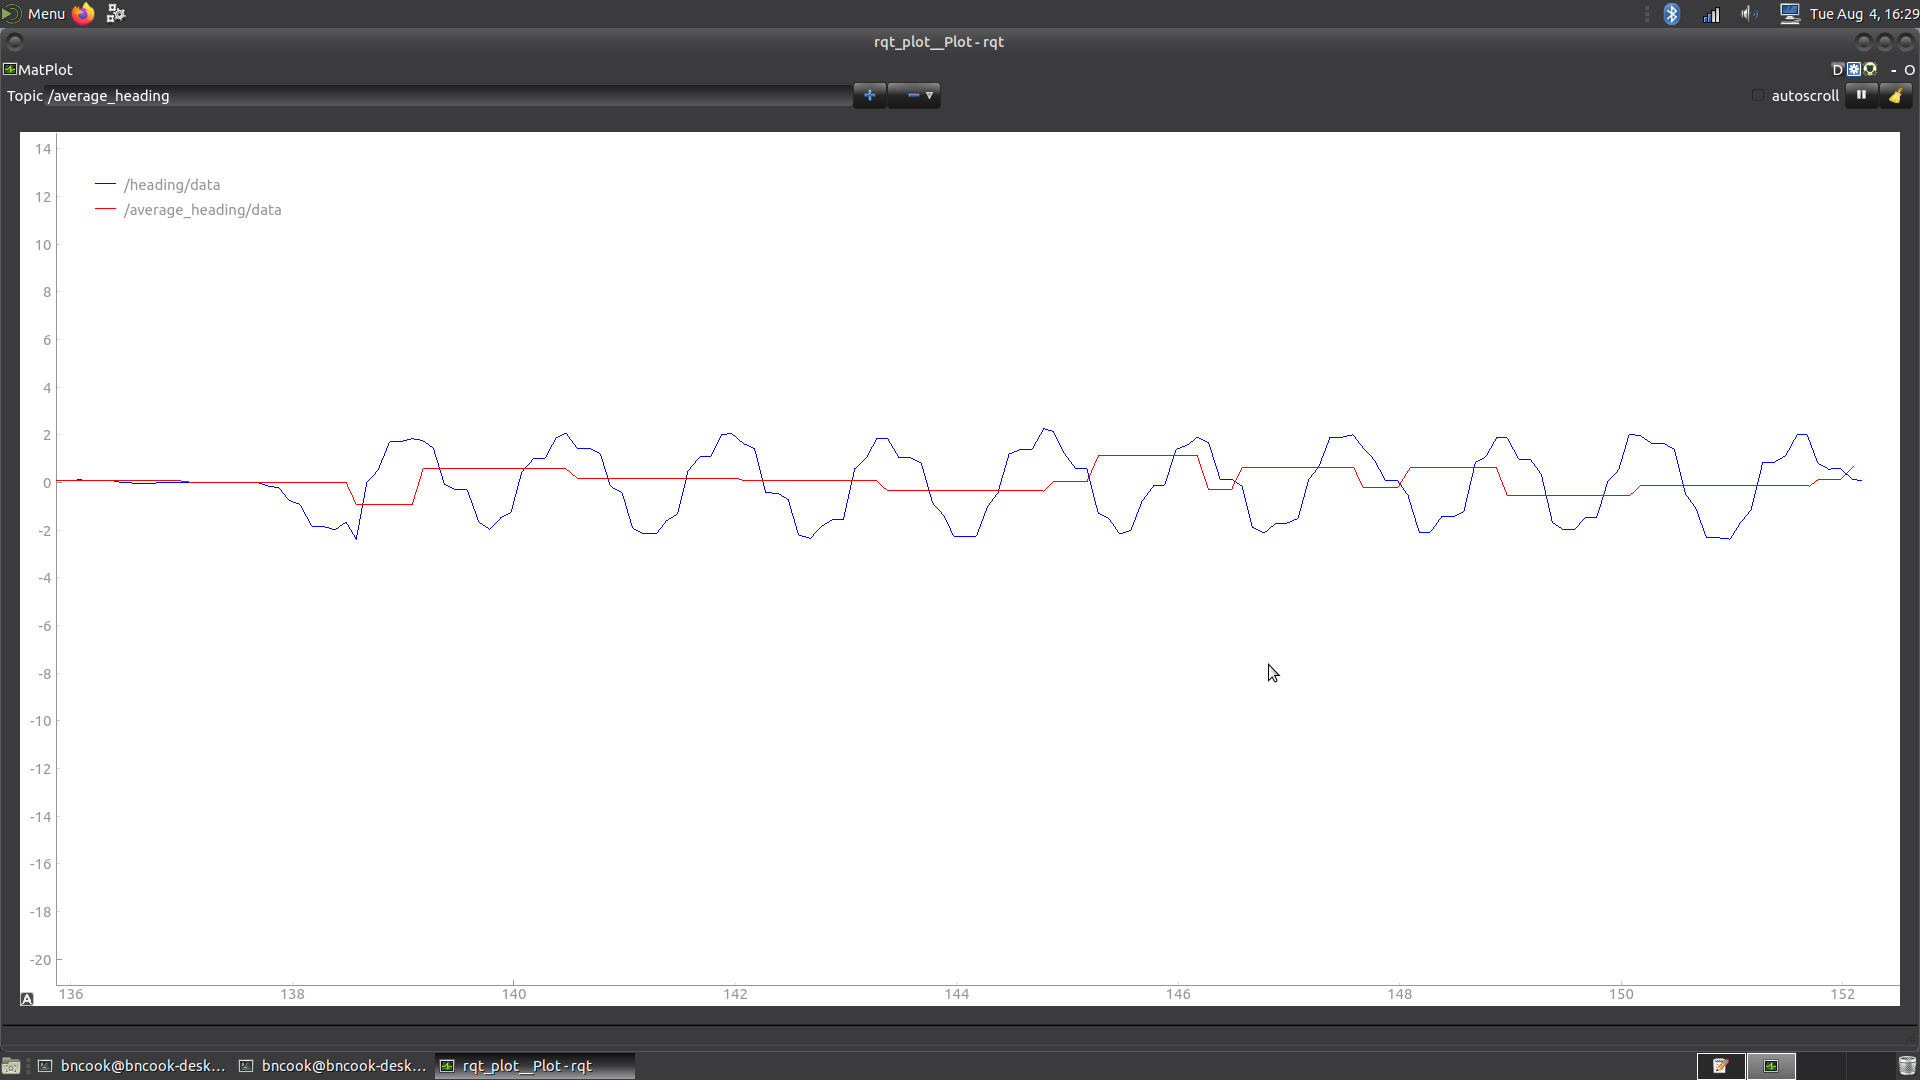 Menu
Tue Aug 4, 16:29
rqt_plot__Plot - rqt
MatPlot
D
- O
Topic /average_heading
autoscroll
14
/heading/data
12
/average_heading/data
10
8
6
4
2
0
-2
-4
-6
-8
-10
-12
-14
-16
-18
-20
A
136 138 140 142 144 146 148 150 152
bncook@bncook-desk... bncook@bncook-desk... rqt_plot__Plot - rqt